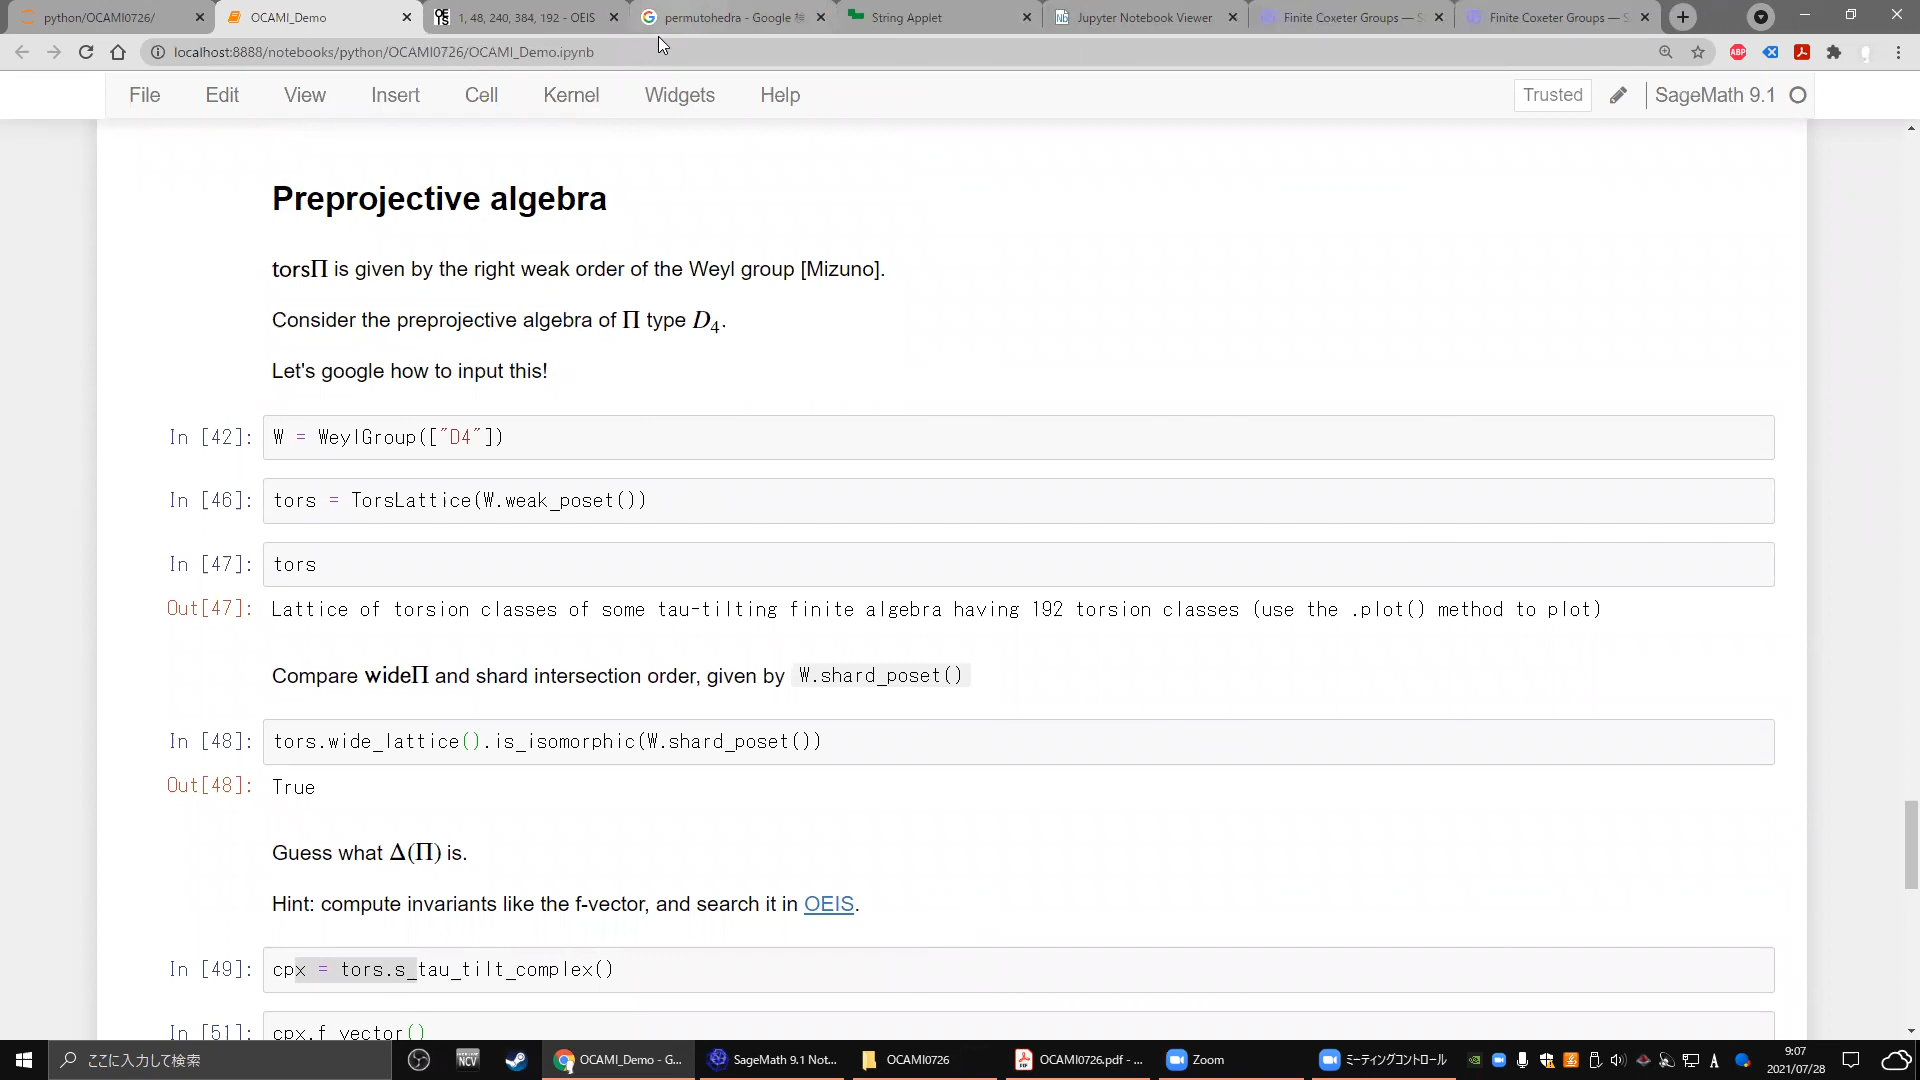 python/OCAMI0726/
OCAMI_Demo
1, 48, 240, 384, 192 - OEIS
permutohedra - Google 検
String Applet
Jupyter Notebook Viewer
Finite Coxeter Groups — S
Finite Coxeter Groups — S
localhost:8888/notebooks/python/OCAMI0726/OCAMI_Demo.ipynb
File Edit View Insert Cell Kernel Widgets Help
Trusted
SageMath 9.1
Preprojective algebra
torsΠ is given by the right weak order of the Weyl group [Mizuno].
Consider the preprojective algebra of Π type D₄.
Let's google how to input this!
In [42]: W = WeylGroup(["D4"])
In [46]: tors = TorsLattice(W.weak_poset())
In [47]: tors
Out[47]: Lattice of torsion classes of some tau-tilting finite algebra having 192 torsion classes (use the .plot() method to plot)
Compare wideΠ and shard intersection order, given by W.shard_poset()
In [48]: tors.wide_lattice().is_isomorphic(W.shard_poset())
Out[48]: True
Guess what Δ(Π) is.
Hint: compute invariants like the f-vector, and search it in OEIS.
In [49]: cpx = tors.s_tau_tilt_complex()
In [51]: cpx.f_vector()
ここに入力して検索
OCAMI_Demo - G...
SageMath 9.1 Not...
OCAMI0726
OCAMI0726.pdf - ...
Zoom
ミーティングコントロール
A
9:07
2021/07/28